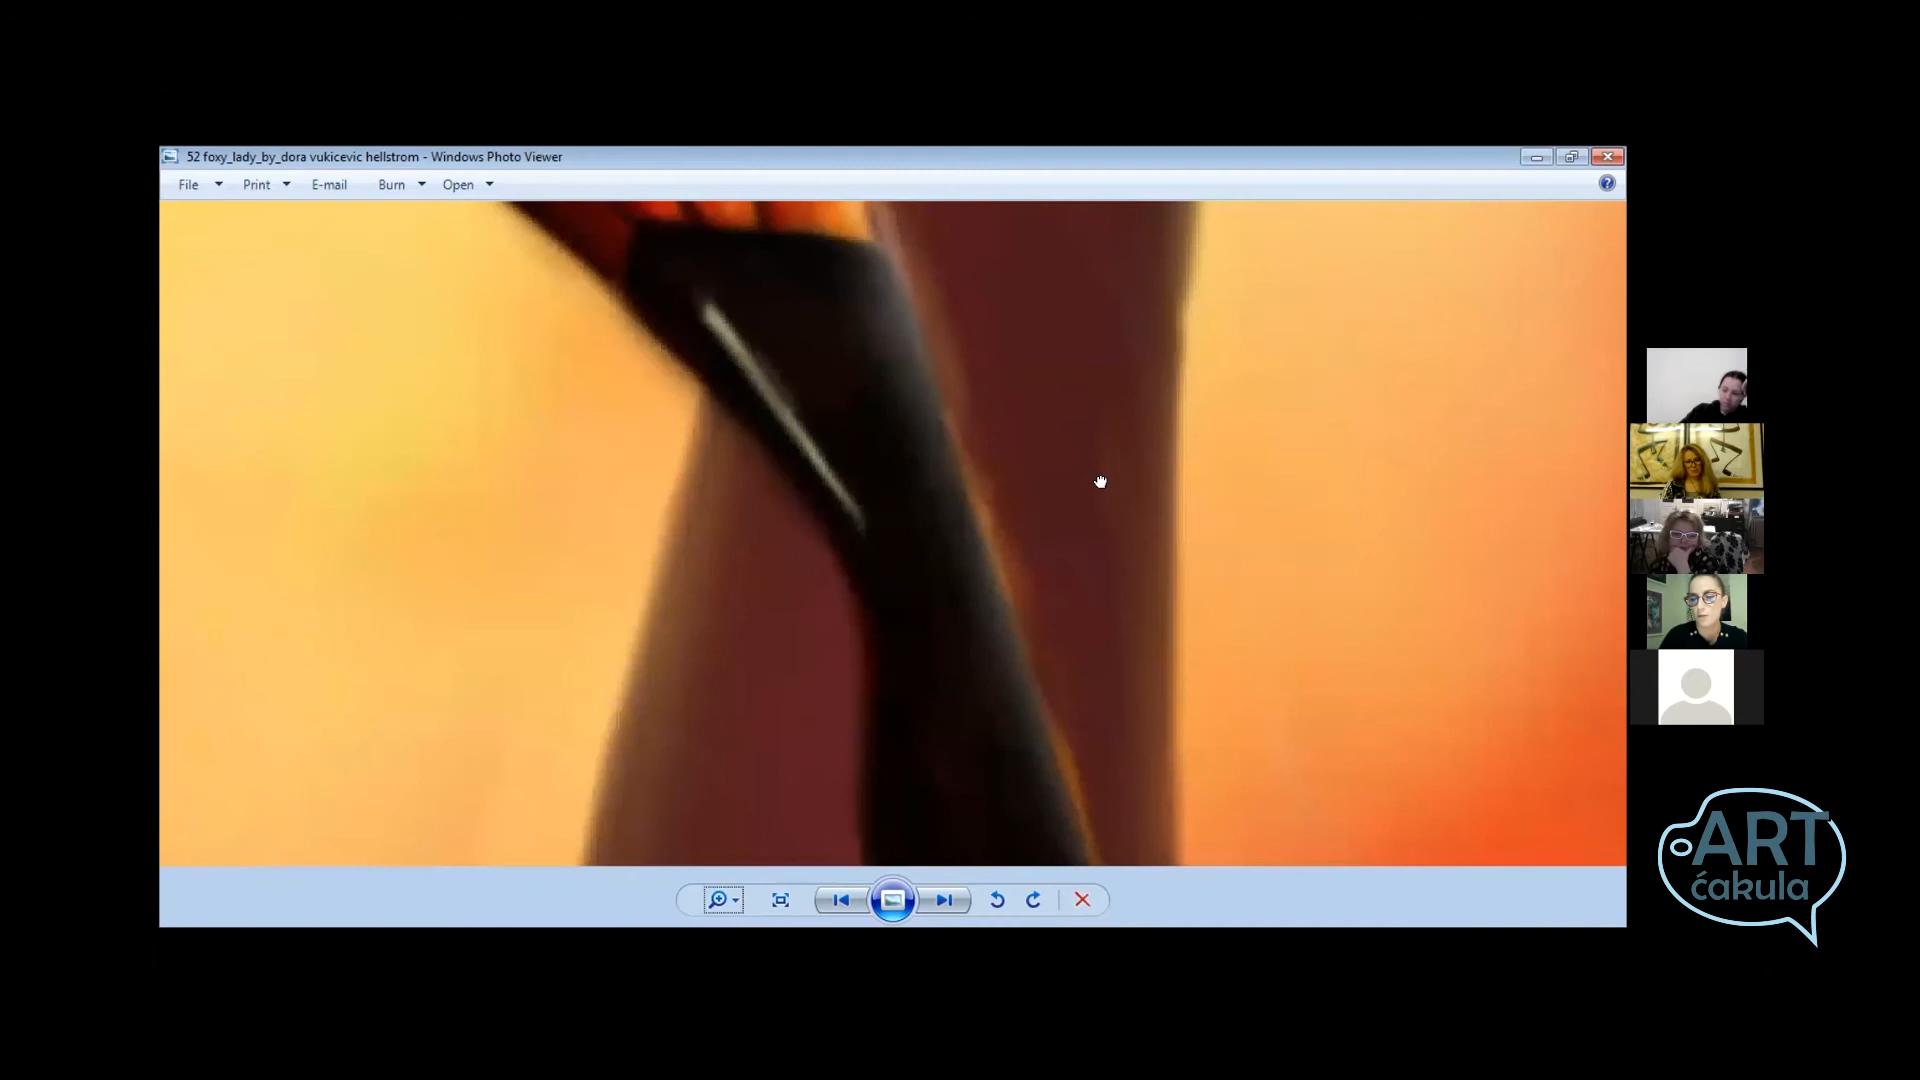 52 foxy_lady_by_dora vukicevic hellstrom - Windows Photo Viewer
File Print E-mail Burn Open
ART
ćakula